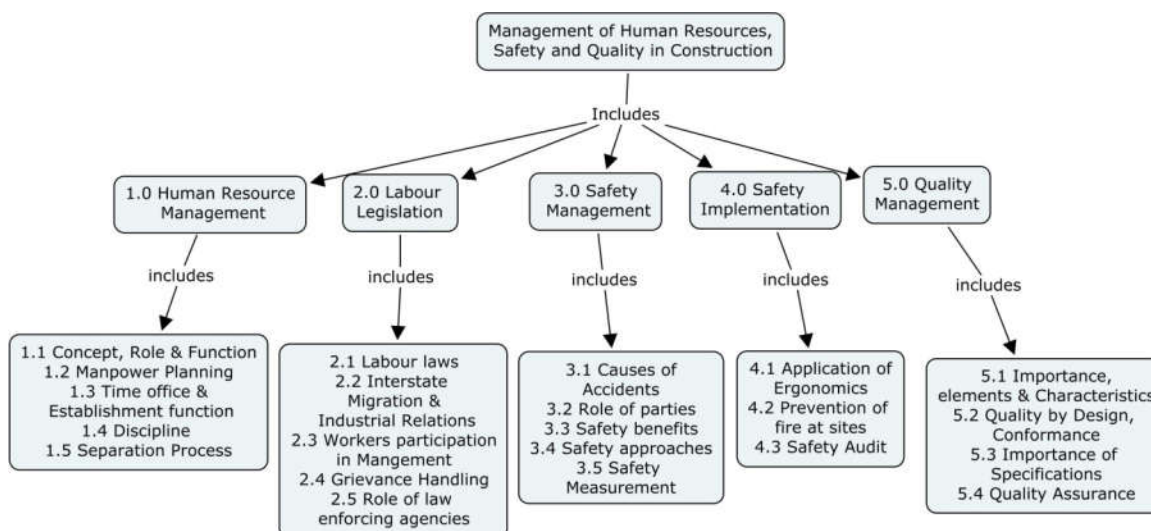 Management of Human Resources,
Safety and Quality in Construction
Includes
1.0 Human Resource
Management
2.0 Labour
Legislation
3.0 Safety
Management
4.0 Safety
Implementation
5.0 Quality
Management
includes
includes
includes
includes
includes
1.1 Concept, Role & Function
1.2 Manpower Planning
1.3 Time office &
Establishment function
1.4 Discipline
1.5 Separation Process
2.1 Labour laws
2.2 Interstate
Migration &
Industrial Relations
2.3 Workers participation
in Mangement
2.4 Grievance Handling
2.5 Role of law
enforcing agencies
3.1 Causes of
Accidents
3.2 Role of parties
3.3 Safety benefits
3.4 Safety approaches
3.5 Safety
Measurement
4.1 Application of
Ergonomics
4.2 Prevention of
fire at sites
4.3 Safety Audit
5.1 Importance,
elements & Characteristics
5.2 Quality by Design,
Conformance
5.3 Importance of
Specifications
5.4 Quality Assurance